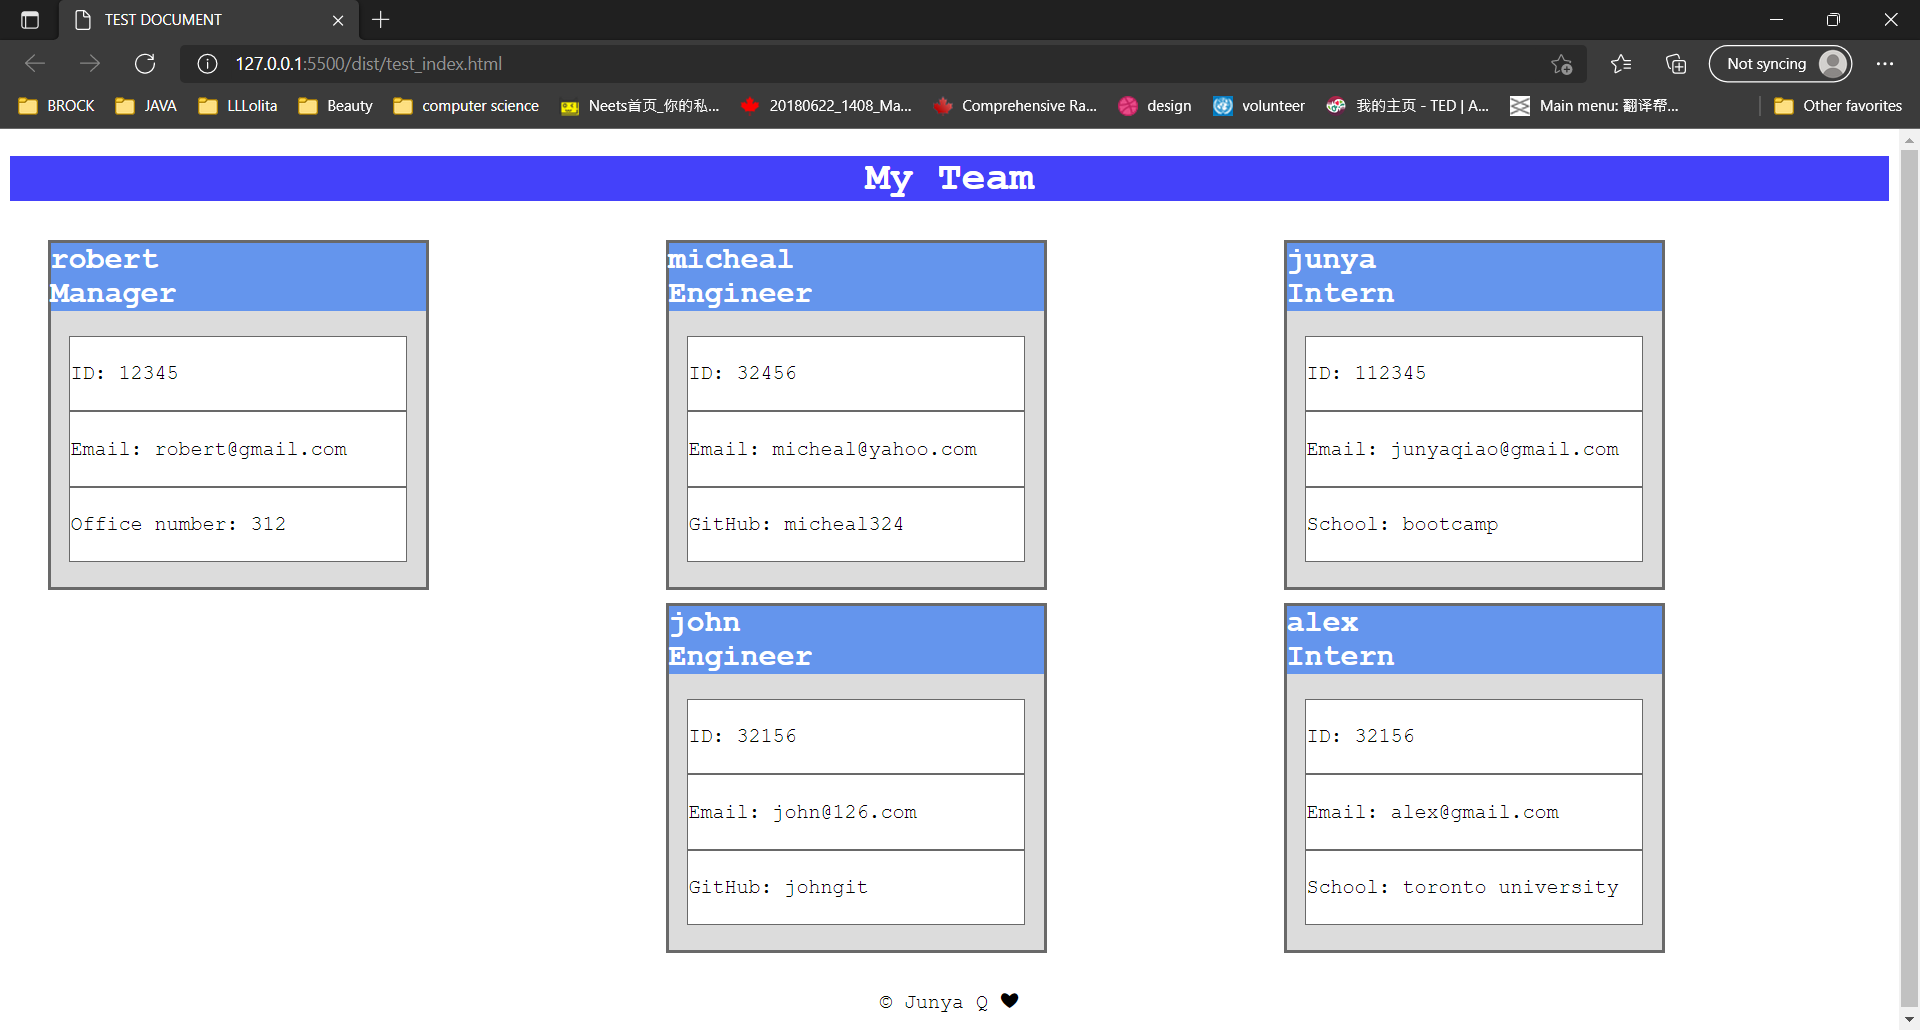 TEST DOCUMENT
127.0.0.1:5500/dist/test_index.html
Not syncing
BROCK
JAVA
LLLolita
Beauty
computer science
Neets首页_你的私...
20180622_1408_Ma...
Comprehensive Ra...
design
volunteer
我的主页 - TED | A...
Main menu: 翻译帮...
Other favorites
My Team
robert
Manager
ID: 12345
Email: robert@gmail.com
Office number: 312
micheal
Engineer
ID: 32456
Email: micheal@yahoo.com
GitHub: micheal324
junya
Intern
ID: 112345
Email: junyaqiao@gmail.com
School: bootcamp
john
Engineer
ID: 32156
Email: john@126.com
GitHub: johngit
alex
Intern
ID: 32156
Email: alex@gmail.com
School: toronto university
© Junya Q 🖤